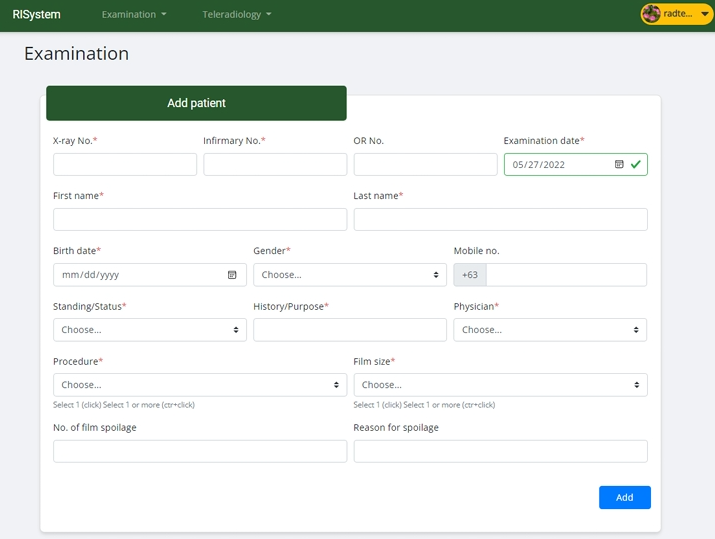 RISystem Examination Teleradiology radte...
Examination
Add patient
X-ray No.* Infirmary No.* OR No. Examination date*
05/27/2022
First name* Last name*
Birth date* Gender* Mobile no.
mm/dd/yyyy Choose... +63
Standing/Status* History/Purpose* Physician*
Choose... Choose...
Procedure* Film size*
Choose... Choose...
Select 1 (click) Select 1 or more (ctr+click) Select 1 (click) Select 1 or more (ctr+click)
No. of film spoilage Reason for spoilage
Add